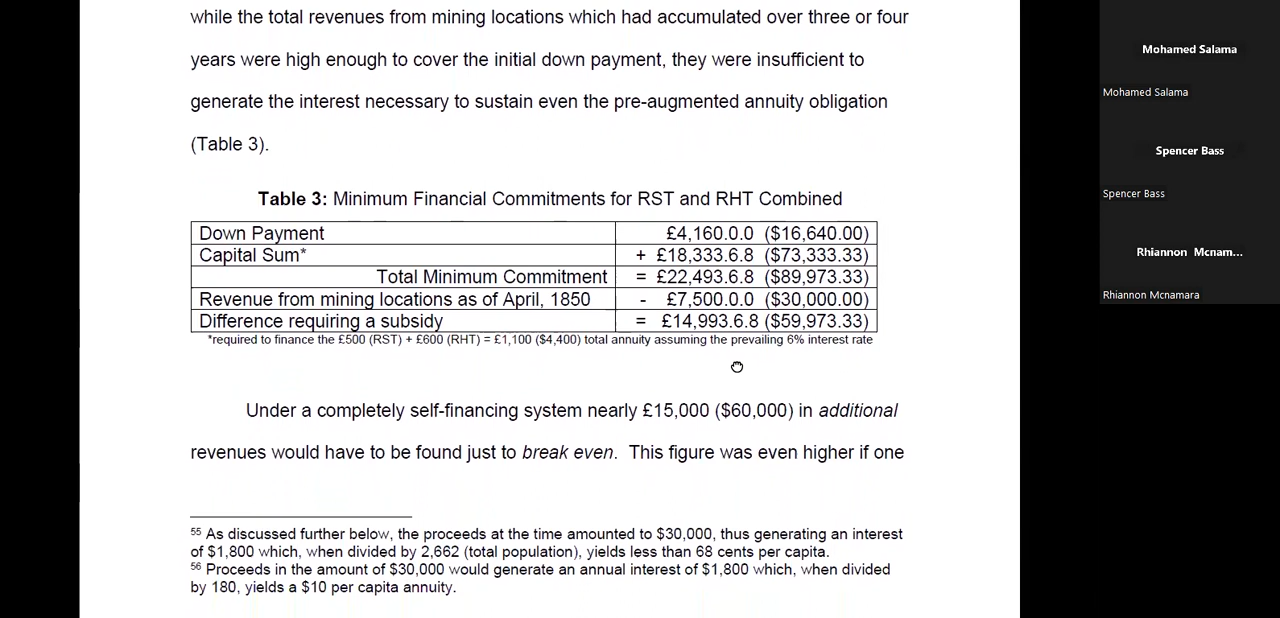 while the total revenues from mining locations which had accumulated over three or four
years were high enough to cover the initial down payment, they were insufficient to
generate the interest necessary to sustain even the pre-augmented annuity obligation
(Table 3).
Table 3: Minimum Financial Commitments for RST and RHT Combined
Down Payment £4,160.0.0 ($16,640.00)
Capital Sum* + £18,333.6.8 ($73,333.33)
Total Minimum Commitment = £22,493.6.8 ($89,973.33)
Revenue from mining locations as of April, 1850 - £7,500.0.0 ($30,000.00)
Difference requiring a subsidy = £14,993.6.8 ($59,973.33)
*required to finance the £500 (RST) + £600 (RHT) = £1,100 ($4,400) total annuity assuming the prevailing 6% interest rate
Under a completely self-financing system nearly £15,000 ($60,000) in additional
revenues would have to be found just to break even. This figure was even higher if one
55 As discussed further below, the proceeds at the time amounted to $30,000, thus generating an interest
of $1,800 which, when divided by 2,662 (total population), yields less than 68 cents per capita.
56 Proceeds in the amount of $30,000 would generate an annual interest of $1,800 which, when divided
by 180, yields a $10 per capita annuity.
Mohamed Salama
Mohamed Salama
Spencer Bass
Spencer Bass
Rhiannon Mcnam...
Rhiannon Mcnamara